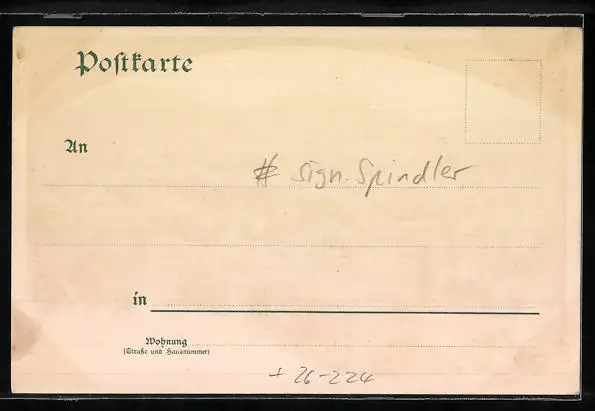 Postkarte
An
# sign. Spindler
in
Wohnung
(Straße und Hausnummer)
+ 26-224